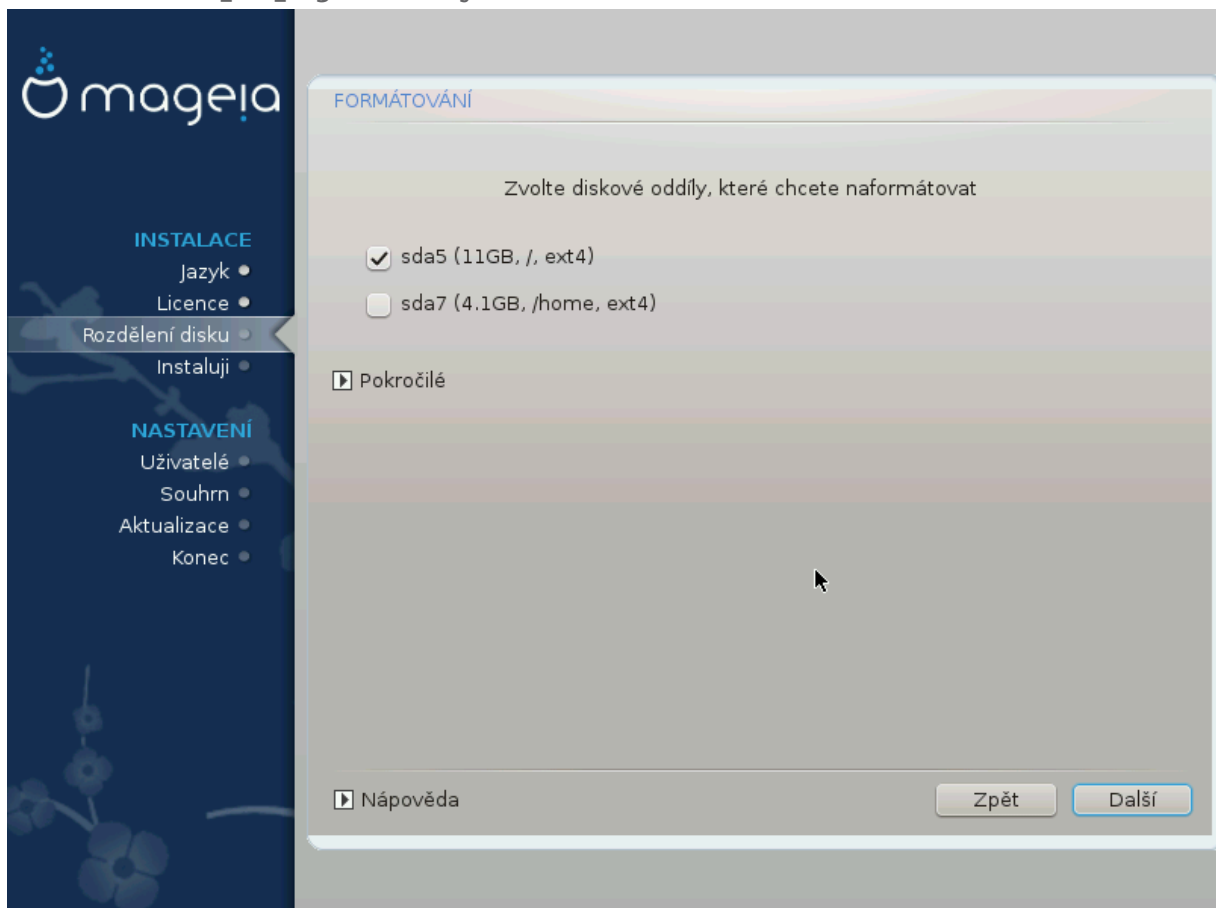 mageia
INSTALACE
Jazyk
Licence
Rozdělení disku
Instaluji
NASTAVENÍ
Uživatelé
Souhrn
Aktualizace
Konec
FORMÁTOVÁNÍ
Zvolte diskové oddíly, které chcete naformátovat
sda5 (11GB, /, ext4)
sda7 (4.1GB, /home, ext4)
Pokročilé
Nápověda
Zpět
Další